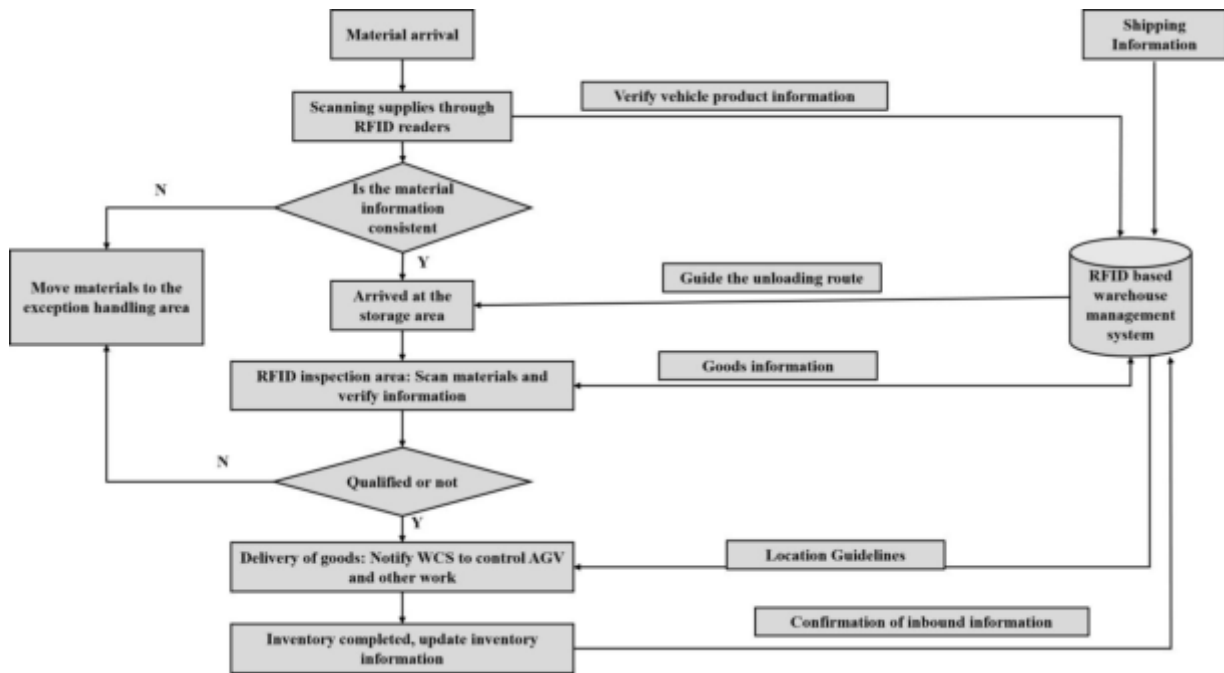 Material arrival
Shipping
Information
Verify vehicle product information
Scanning supplies through
RFID readers
N
Is the material
information
consistent
Y
Move materials to the
exception handling area
Guide the unloading route
RFID based
warehouse
management
system
Arrived at the
storage area
Goods information
RFID inspection area: Scan materials and
verify information
N
Qualified or not
Y
Delivery of goods: Notify WCS to control AGV
and other work
Location Guidelines
Confirmation of inbound information
Inventory completed, update inventory
information